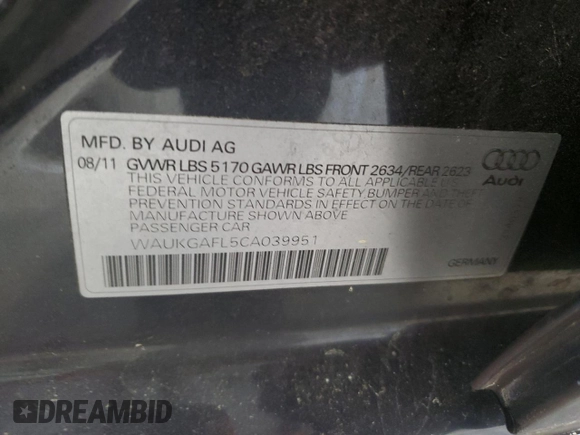 MFD. BY AUDI AG
08/11 GVWR LBS 5170 GAWR LBS FRONT 2634/REAR 2623
THIS VEHICLE CONFORMS TO ALL APPLICABLE
FEDERAL MOTOR VEHICLE SAFETY BUMPER AND THEFT
PREVENTION STANDARDS IN EFFECT ON THE DATE OF
MANUFACTURE SHOWN ABOVE
PASSENGER CAR
WAUKGAFL5CA039951
Audi
GERMANY
DREAMBID